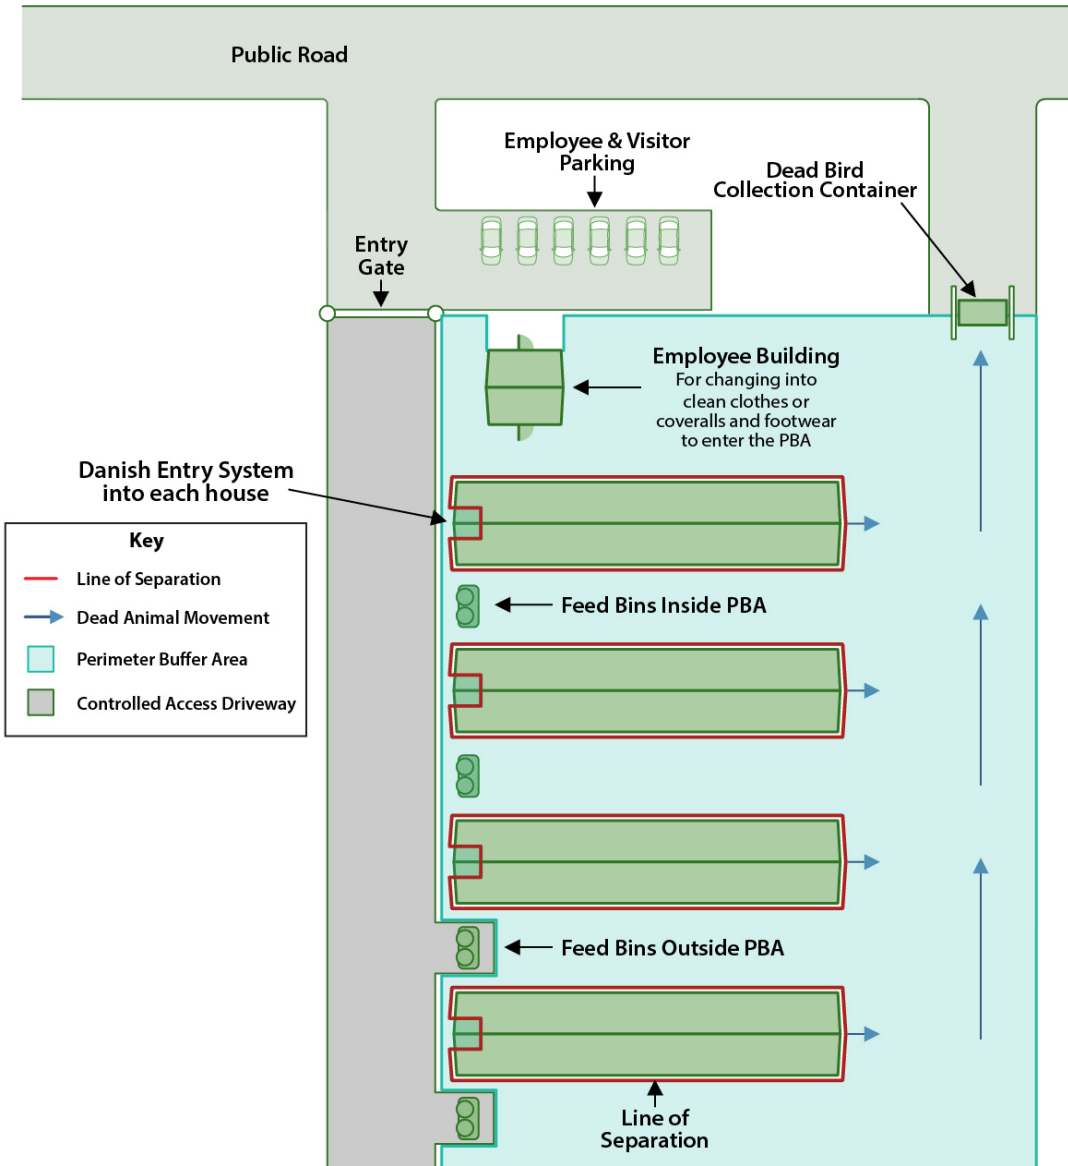 Public Road
Employee & Visitor
Parking
Dead Bird
Collection Container
Entry
Gate
Employee Building
For changing into
clean clothes or
coveralls and footwear
to enter the PBA
Danish Entry System
into each house
Key
Line of Separation
Dead Animal Movement
Perimeter Buffer Area
Controlled Access Driveway
Feed Bins Inside PBA
Feed Bins Outside PBA
Line of
Separation